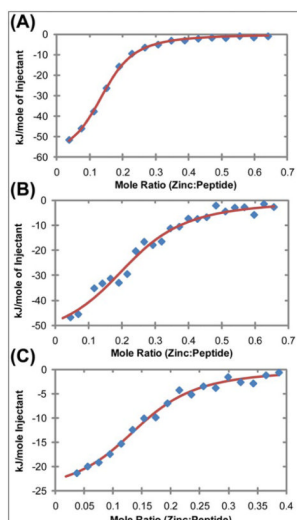 (A)
kJ/mole of Injectant
0
-10
-20
-30
-40
-50
-60
0 0.1 0.2 0.3 0.4 0.5 0.6 0.7
Mole Ratio (Zinc:Peptide)
(B)
kJ/mole of Injectant
0
-10
-20
-30
-40
-50
0 0.1 0.2 0.3 0.4 0.5 0.6 0.7
Mole Ratio (Zinc:Peptide)
(C)
kJ/mole Injectant
0
-5
-10
-15
-20
-25
0 0.05 0.1 0.15 0.2 0.25 0.3 0.35 0.4
Mole Ratio (Zinc:Peptide)